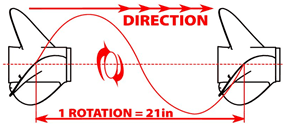 DIRECTION
1 ROTATION = 21in